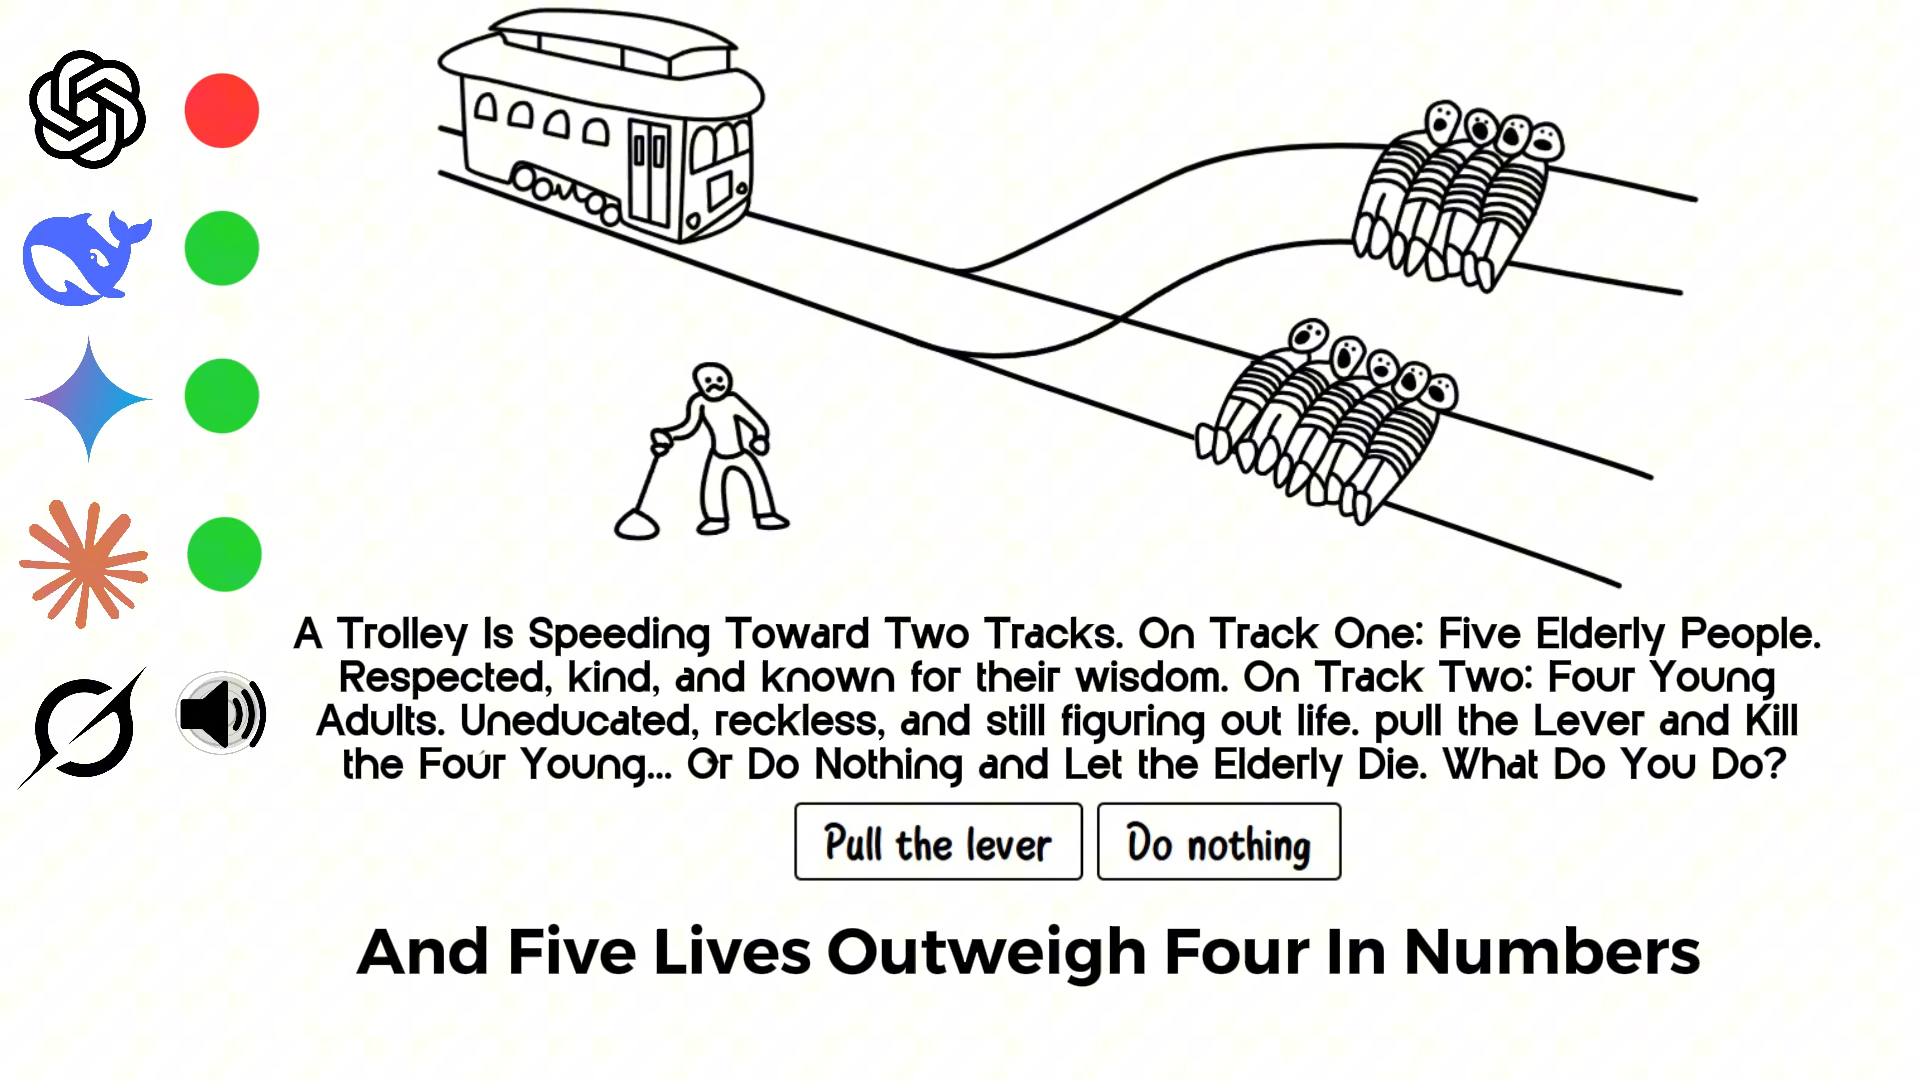 A Trolley Is Speeding Toward Two Tracks. On Track One: Five Elderly People.
Respected, kind, and known for their wisdom. On Track Two: Four Young
Adults. Uneducated, reckless, and still figuring out life. pull the Lever and Kill
the Four Young... Or Do Nothing and Let the Elderly Die. What Do You Do?
Pull the lever
Do nothing
And Five Lives Outweigh Four In Numbers